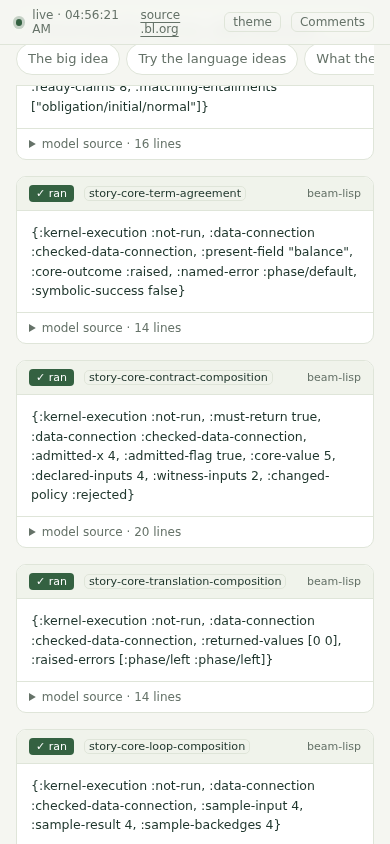 live · 04:56:21 AM
source .bl.org
theme
Comments
The big idea
Try the language ideas
What the
:ready-claims 8, :matching-entailments
["obligation/initial/normal"]}
▶ model source · 16 lines
✓ ran story-core-term-agreement beam-lisp
{:kernel-execution :not-run, :data-connection
:checked-data-connection, :present-field "balance",
:core-outcome :raised, :named-error :phase/default,
:symbolic-success false}
▶ model source · 14 lines
✓ ran story-core-contract-composition beam-lisp
{:kernel-execution :not-run, :must-return true,
:data-connection :checked-data-connection,
:admitted-x 4, :admitted-flag true, :core-value 5,
:declared-inputs 4, :witness-inputs 2, :changed-
policy :rejected}
▶ model source · 20 lines
✓ ran story-core-translation-composition beam-lisp
{:kernel-execution :not-run, :data-connection
:checked-data-connection, :returned-values [0 0],
:raised-errors [:phase/left :phase/left]}
▶ model source · 14 lines
✓ ran story-core-loop-composition beam-lisp
{:kernel-execution :not-run, :data-connection
:checked-data-connection, :sample-input 4,
:sample-result 4, :sample-backedges 4}